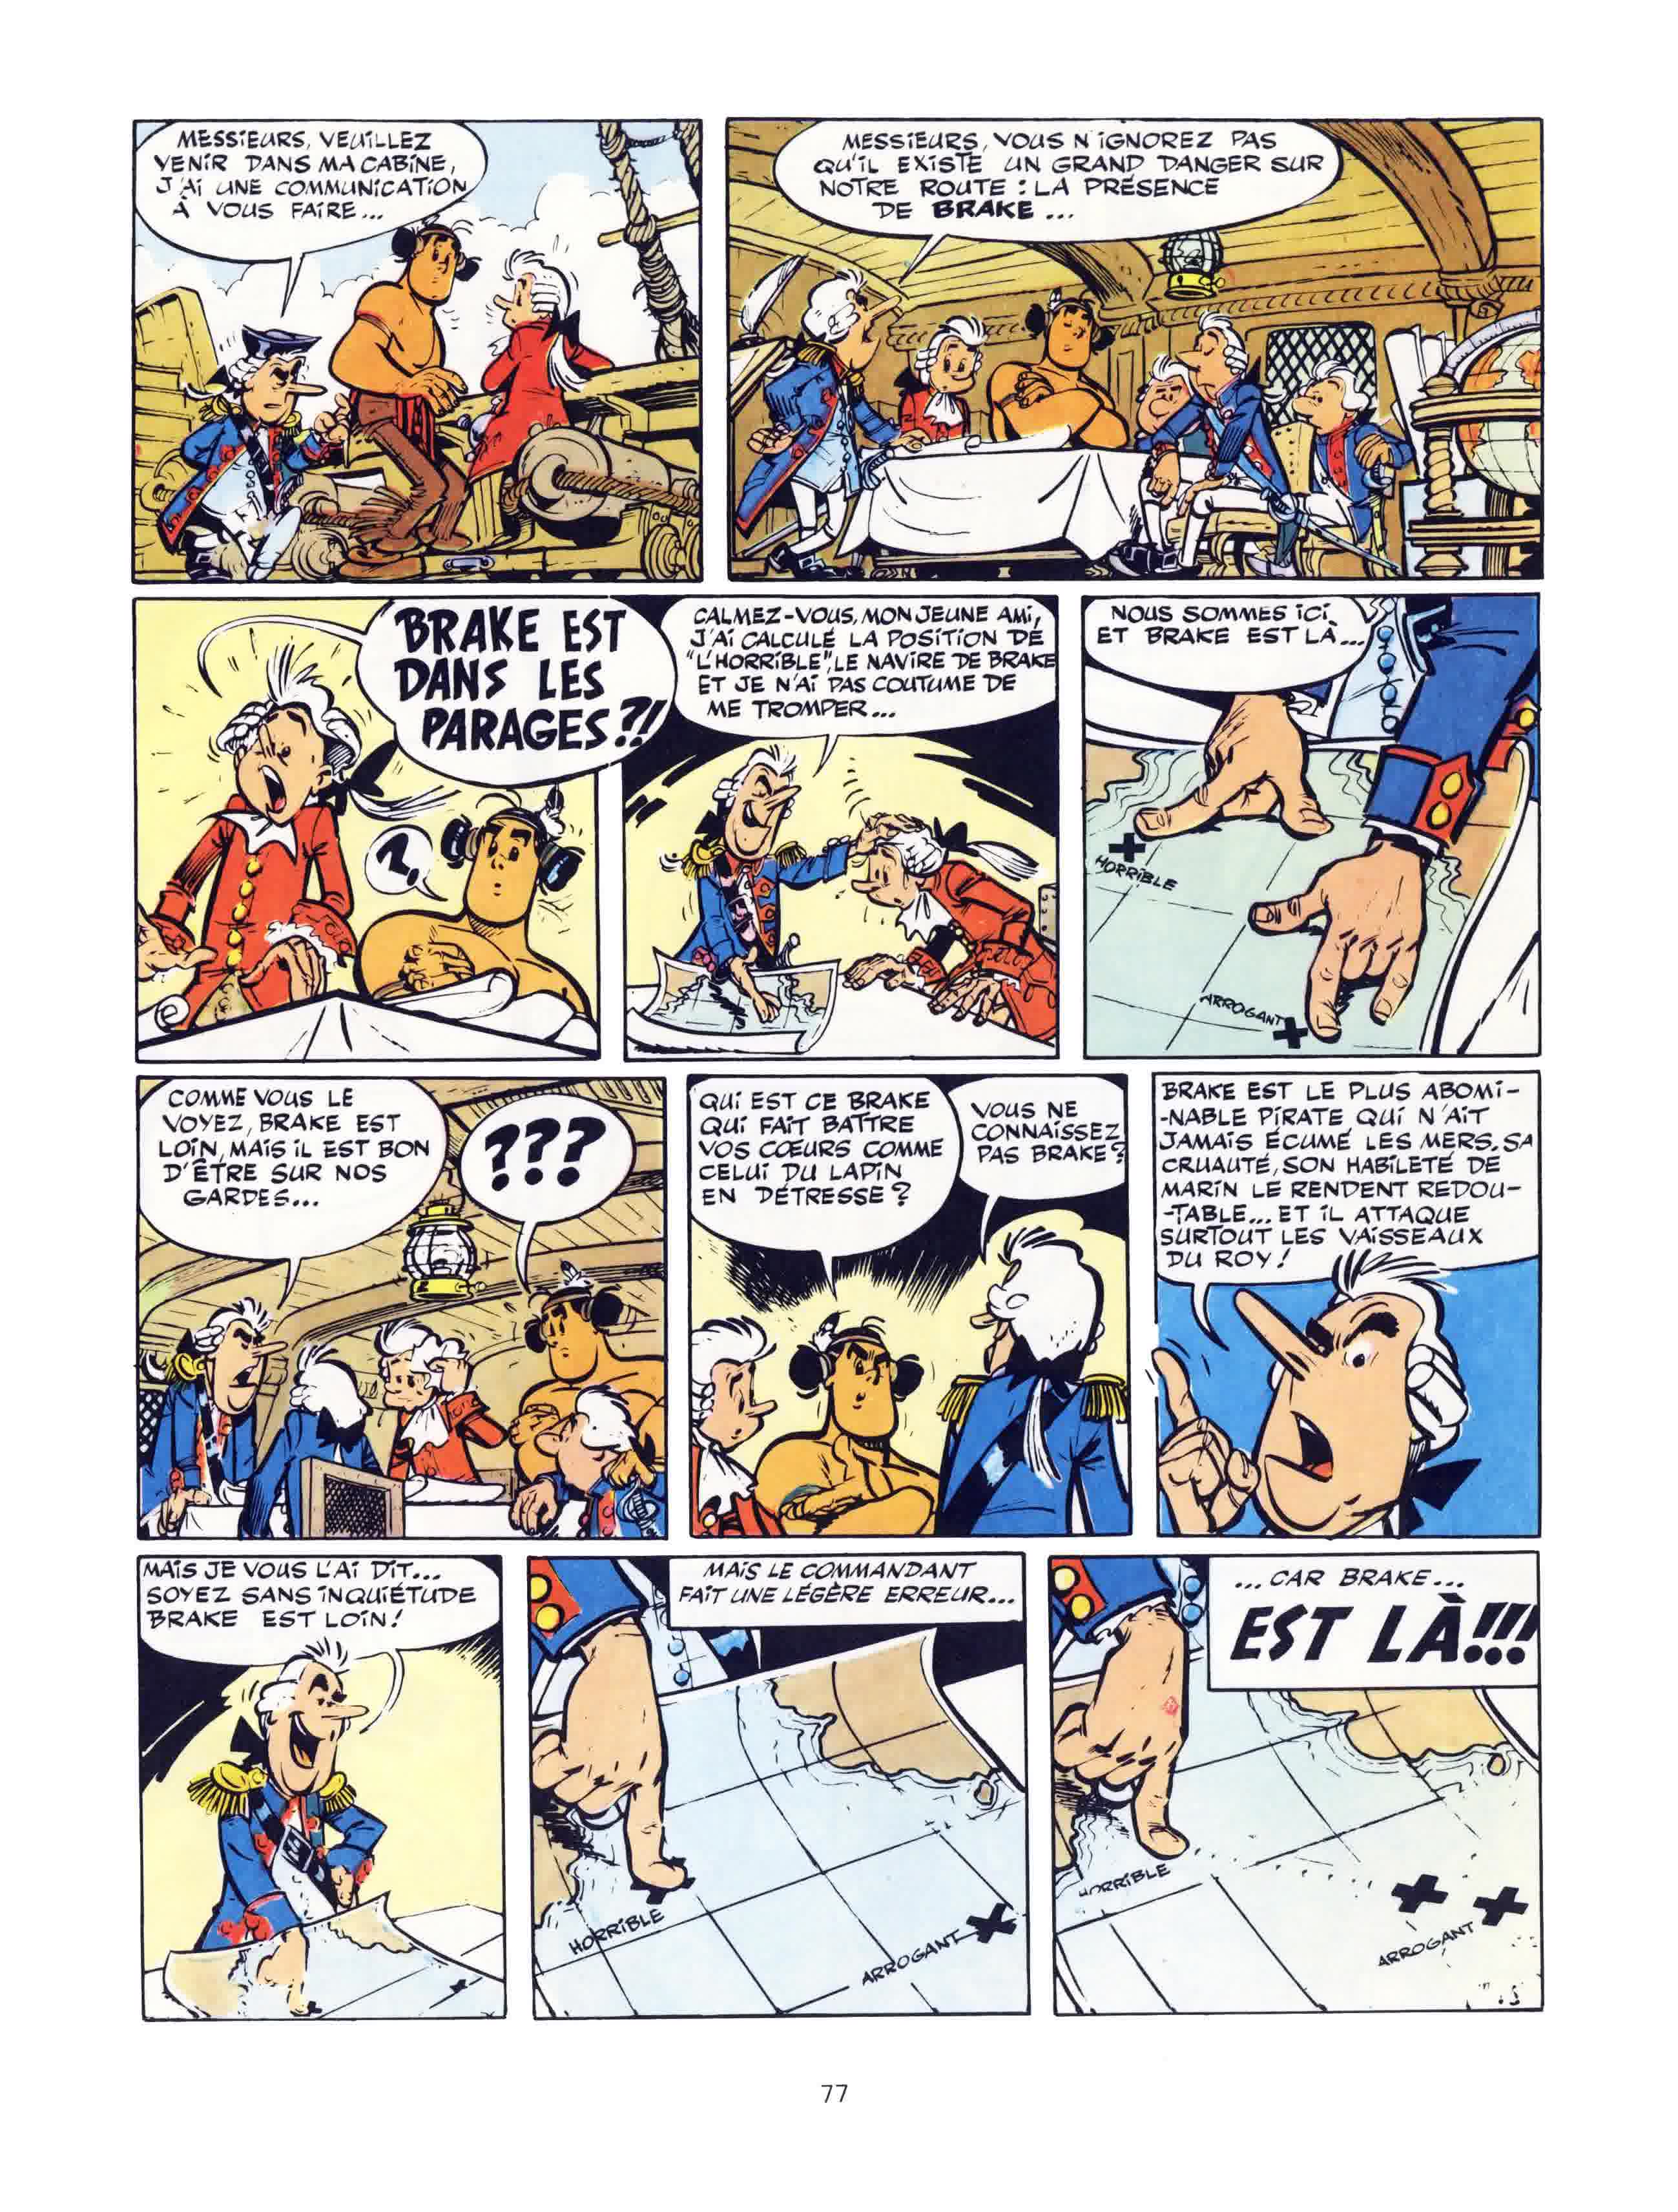 MESSIEURS, VEUILLEZ
VENIR DANS MA CABINE,
J'AI UNE COMMUNICATION
À VOUS FAIRE...
MESSIEURS, VOUS N'IGNOREZ PAS
QU'IL EXISTE UN GRAND DANGER SUR
NOTRE ROUTE : LA PRÉSENCE
DE BRAKE ...
BRAKE EST
DANS LES
PARAGES ?!!
?
CALMEZ-VOUS, MON JEUNE AMI,
J'AI CALCULÉ LA POSITION DE
"L'HORRIBLE", LE NAVIRE DE BRAKE
ET JE N'AI PAS COUTUME DE
ME TROMPER...
NOUS SOMMES ICI,
ET BRAKE EST LÀ...
HORRIBLE
ARROGANT
COMME VOUS LE
VOYEZ, BRAKE EST
LOIN, MAIS IL EST BON
D'ÊTRE SUR NOS
GARDES...
???
QUI EST CE BRAKE
QUI FAIT BATTRE
VOS CŒURS COMME
CELUI DU LAPIN
EN DÉTRESSE ?
VOUS NE
CONNAISSEZ
PAS BRAKE ?
BRAKE EST LE PLUS ABOMI-
-NABLE PIRATE QUI N'AIT
JAMAIS ÉCUMÉ LES MERS. SA
CRUAUTÉ, SON HABILETÉ DE
MARIN LE RENDENT REDOU-
-TABLE... ET IL ATTAQUE
SURTOUT LES VAISSEAUX
DU ROY !
MAIS JE VOUS L'AI DIT...
SOYEZ SANS INQUIÉTUDE
BRAKE EST LOIN !
MAIS LE COMMANDANT
FAIT UNE LÉGÈRE ERREUR...
HORRIBLE
ARROGANT
...CAR BRAKE...
EST LÀ!!!
HORRIBLE
ARROGANT
77